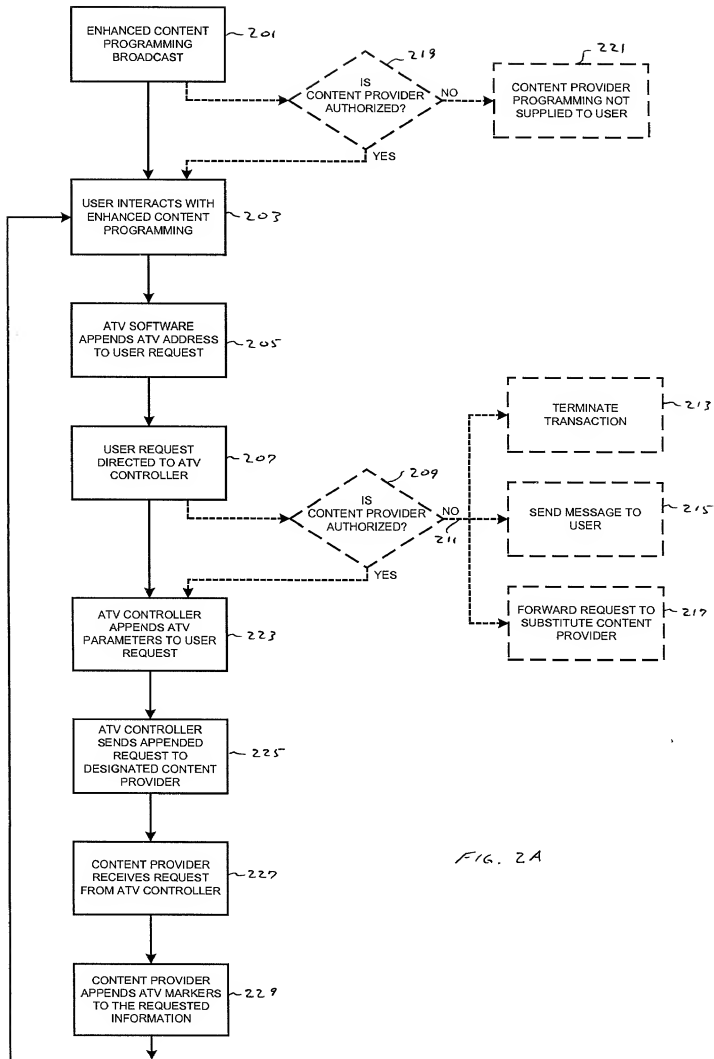 ENHANCED CONTENT
PROGRAMMING
BROADCAST
201
IS
CONTENT PROVIDER
AUTHORIZED?
219
NO
YES
CONTENT PROVIDER
PROGRAMMING NOT
SUPPLIED TO USER
221
USER INTERACTS WITH
ENHANCED CONTENT
PROGRAMMING
203
ATV SOFTWARE
APPENDS ATV ADDRESS
TO USER REQUEST
205
USER REQUEST
DIRECTED TO ATV
CONTROLLER
207
IS
CONTENT PROVIDER
AUTHORIZED?
209
NO
211
YES
TERMINATE
TRANSACTION
213
SEND MESSAGE TO
USER
215
FORWARD REQUEST TO
SUBSTITUTE CONTENT
PROVIDER
217
ATV CONTROLLER
APPENDS ATV
PARAMETERS TO USER
REQUEST
223
ATV CONTROLLER
SENDS APPENDED
REQUEST TO
DESIGNATED CONTENT
PROVIDER
225
CONTENT PROVIDER
RECEIVES REQUEST
FROM ATV CONTROLLER
227
FIG. 2A
CONTENT PROVIDER
APPENDS ATV MARKERS
TO THE REQUESTED
INFORMATION
229